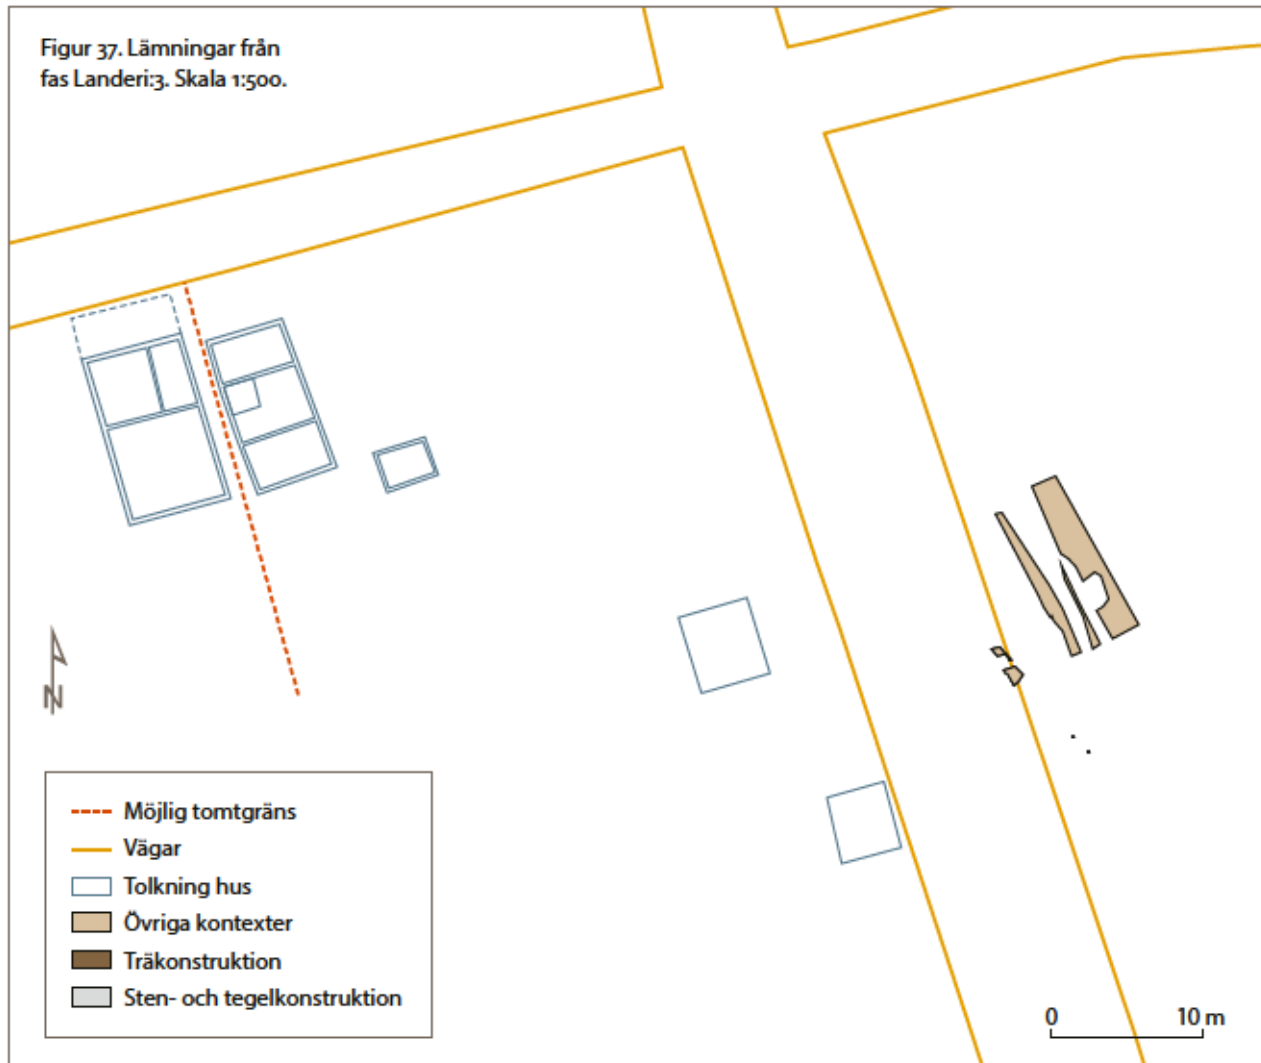 Figur 37. Lämningar från
fas Landeri:3. Skala 1:500.
N
Möjlig tomtgräns
Vägar
Tolkning hus
Övriga kontexter
Träkonstruktion
Sten- och tegelkonstruktion
0 10 m